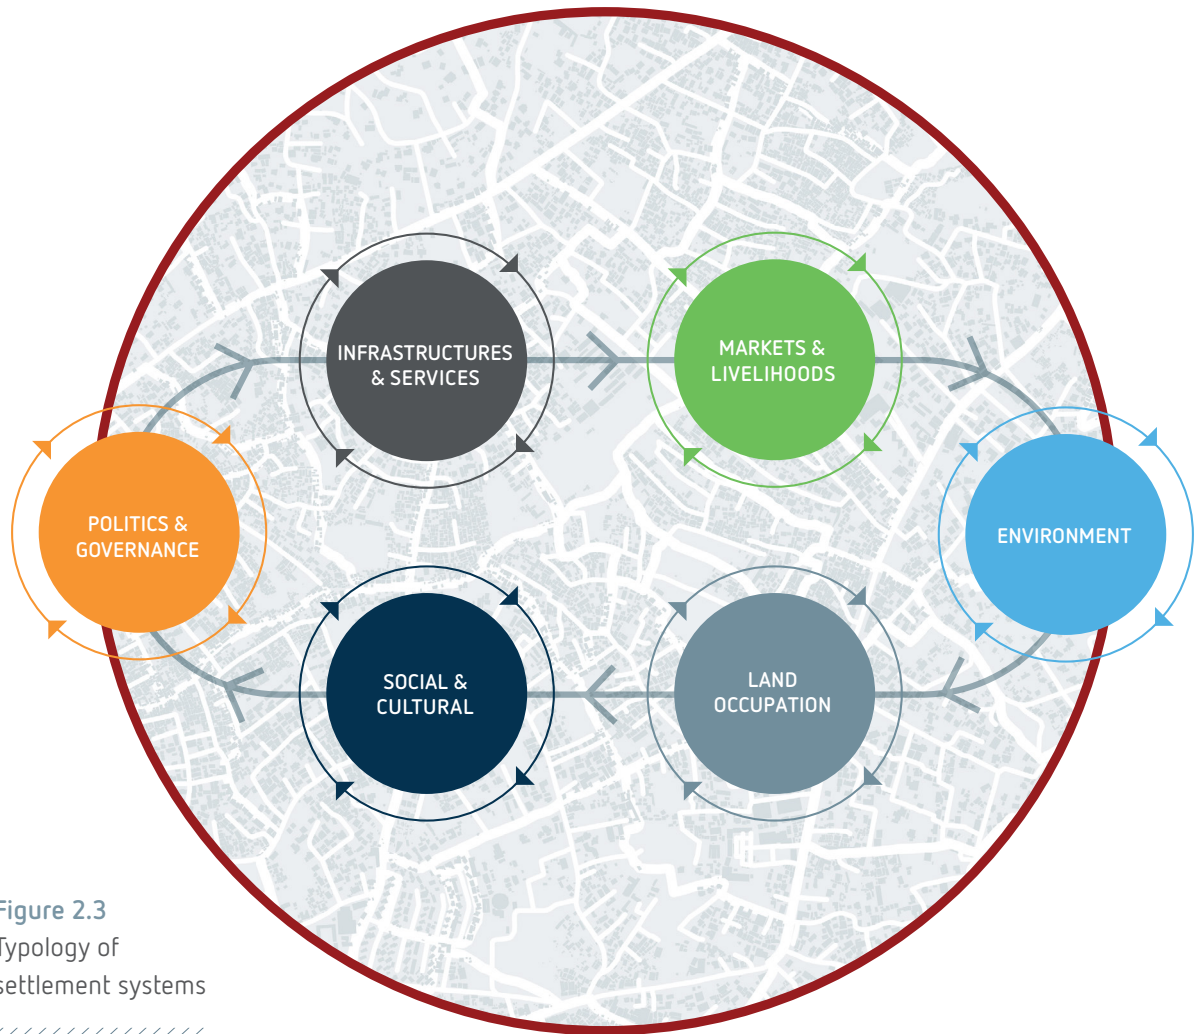 INFRASTRUCTURES
& SERVICES
MARKETS &
LIVELIHOODS
POLITICS &
GOVERNANCE
ENVIRONMENT
SOCIAL &
CULTURAL
LAND
OCCUPATION
Figure 2.3
Typology of
settlement systems